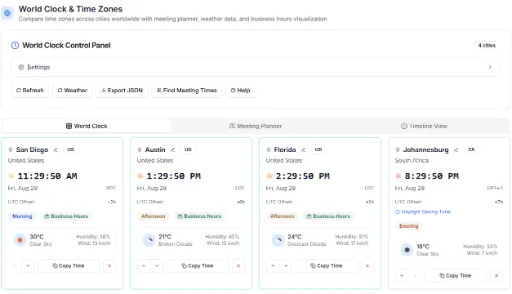 World Clock & Time Zones
Compare time zones across cities worldwide with meeting planner, weather data, and business hours visualization
World Clock Control Panel
4 cities
Settings
Refresh
Weather
Export JSON
Find Meeting Times
Help
World Clock
Meeting Planner
Timeline View
San Diego
US
United States
11:29:50 AM
Fri, Aug 29
UTC Offset:
Morning
Business Hours
30°C
Clear Sky
Humidity: 38%
Wind: 13 km/h
Copy Time
Austin
US
United States
1:29:50 PM
Fri, Aug 29
UTC Offset:
+0h
Afternoon
Business Hours
21°C
Broken Clouds
Humidity: 65%
Wind: 15 km/h
Copy Time
Florida
US
United States
2:29:50 PM
Fri, Aug 29
UTC Offset:
+1h
Afternoon
Business Hours
24°C
Overcast Clouds
Humidity: 51%
Wind: 17 km/h
Copy Time
Johannesburg
ZA
South Africa
8:29:50 PM
Fri, Aug 29
GMT+2
UTC Offset:
+7h
Daylight Saving Time
Evening
18°C
Clear Sky
Humidity: 33%
Wind: 7 km/h
Copy Time